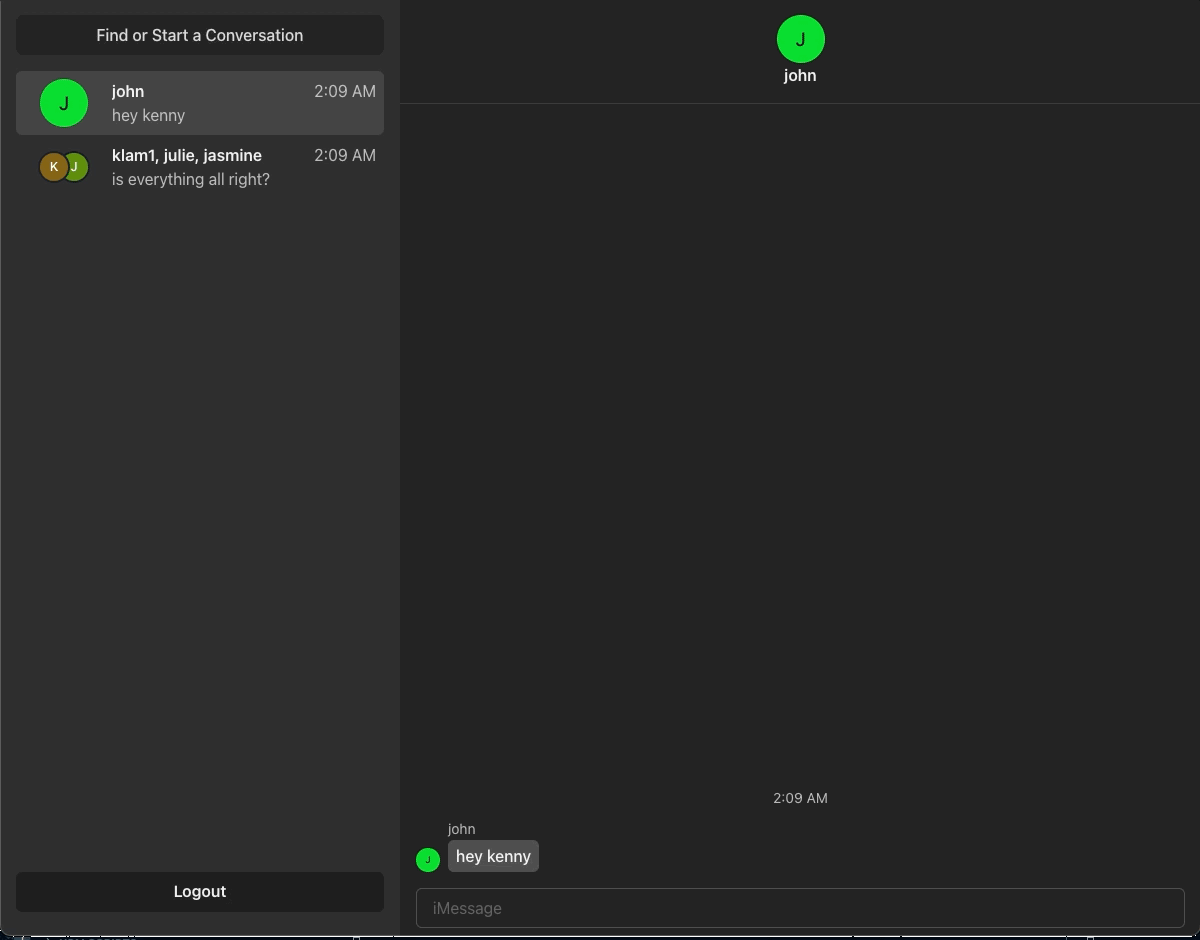 Find or Start a Conversation
J
john 2:09 AM
hey kenny
K J
klam1, julie, jasmine 2:09 AM
is everything all right?
Logout
J
john
2:09 AM
john
J
hey kenny
iMessage